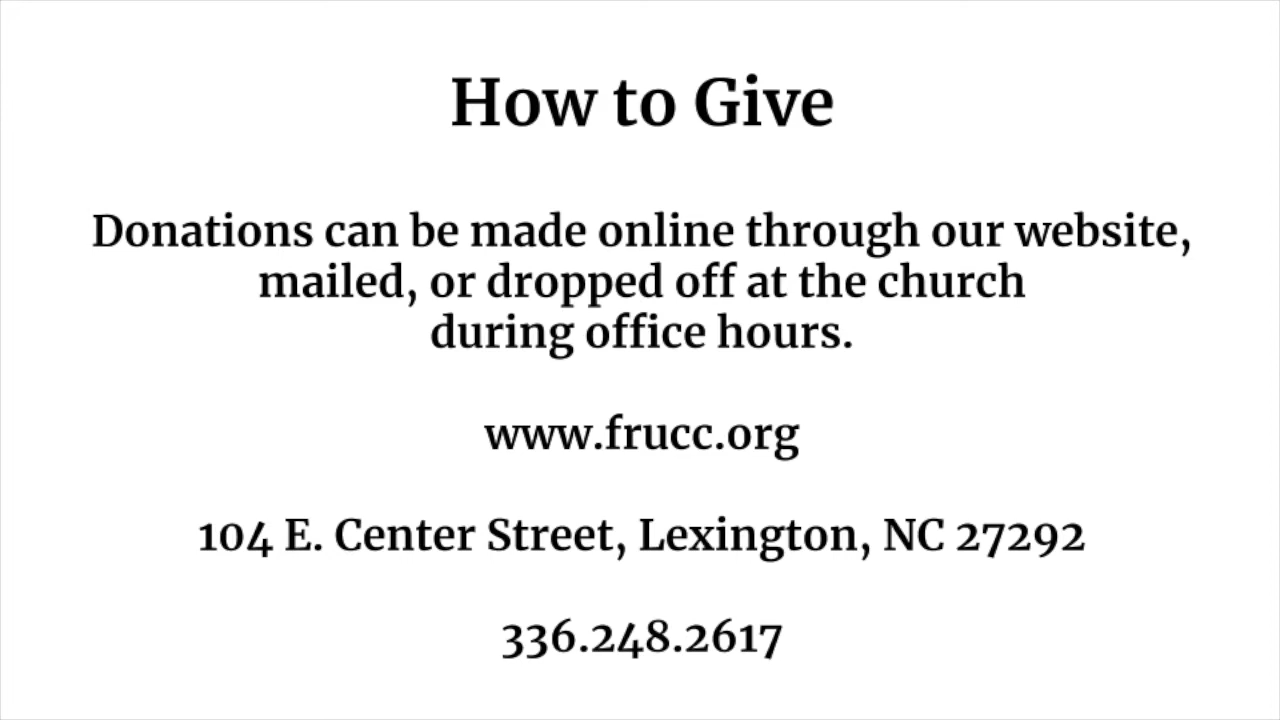 How to Give
Donations can be made online through our website,
mailed, or dropped off at the church
during office hours.
www.frucc.org
104 E. Center Street, Lexington, NC 27292
336.248.2617